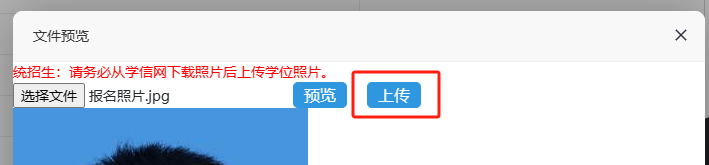 文件预览
统招生：请务必从学信网下载照片后上传学位照片。
选择文件 报名照片.jpg 预览 上传